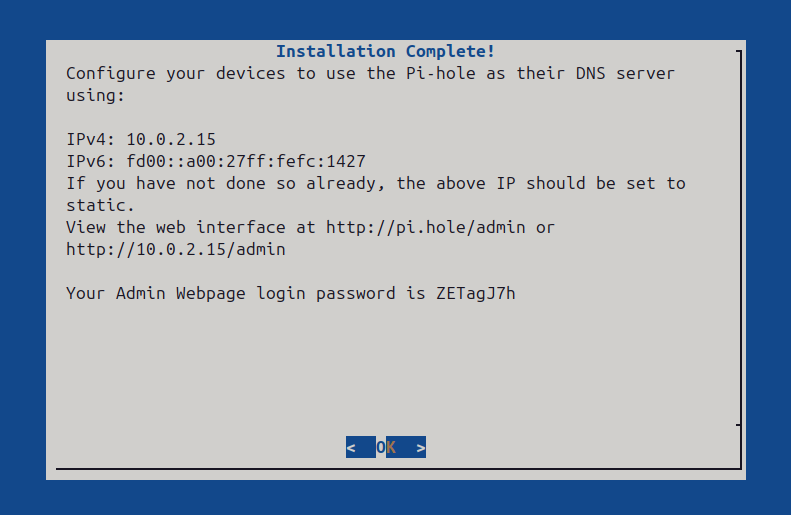 Installation Complete!
Configure your devices to use the Pi-hole as their DNS server
using:
IPv4: 10.0.2.15
IPv6: fd00::a00:27ff:fefc:1427
If you have not done so already, the above IP should be set to
static.
View the web interface at http://pi.hole/admin or
http://10.0.2.15/admin
Your Admin Webpage login password is ZETagJ7h
< OK >